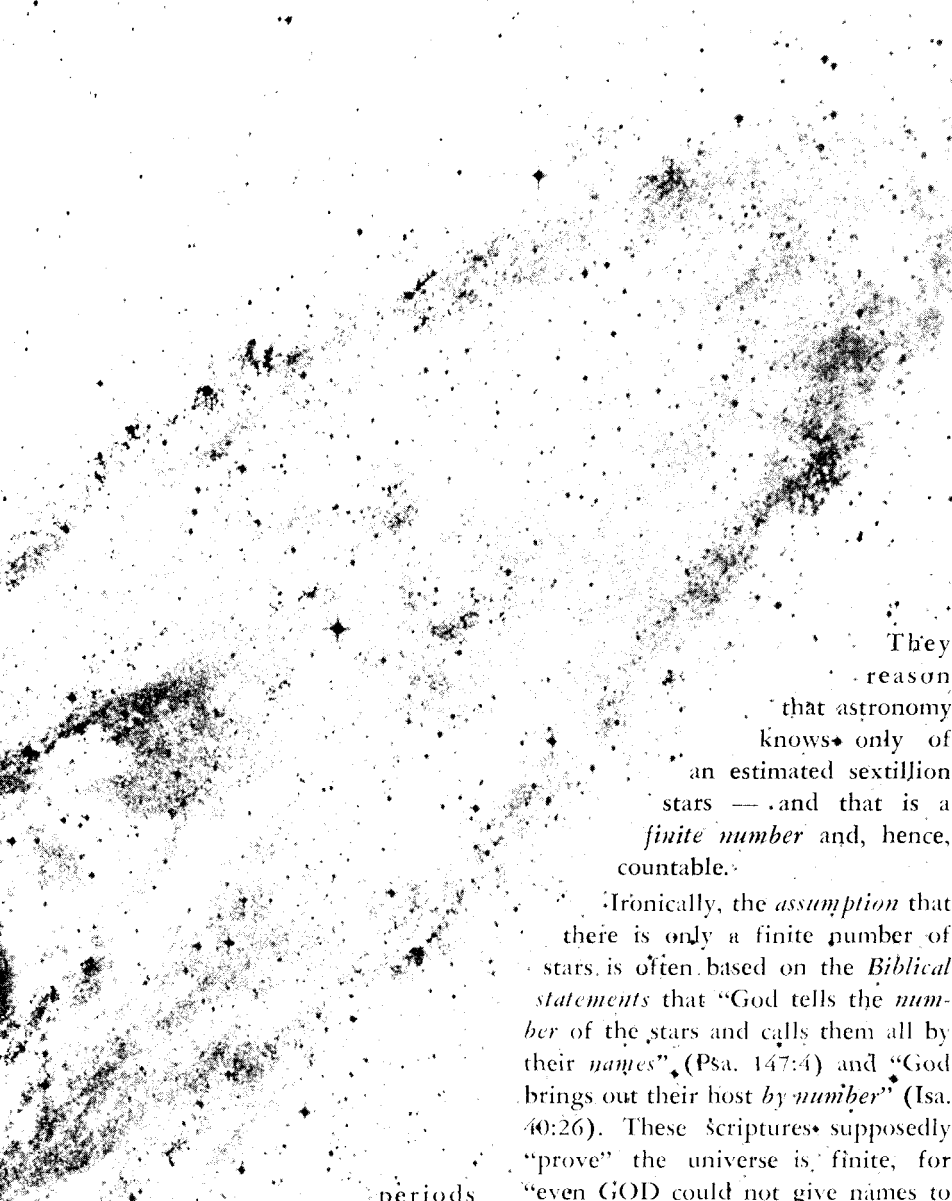 They
reason
that astronomy
knows only of
an estimated sextillion
stars — and that is a
finite number and, hence,
countable.
Ironically, the assumption that
there is only a finite number of
stars is often based on the Biblical
statements that “God tells the num-
ber of the stars and calls them all by
their names” (Psa. 147:4) and “God
brings out their host by number” (Isa.
40:26). These Scriptures supposedly
“prove” the universe is finite, for
“even GOD could not give names to
periods